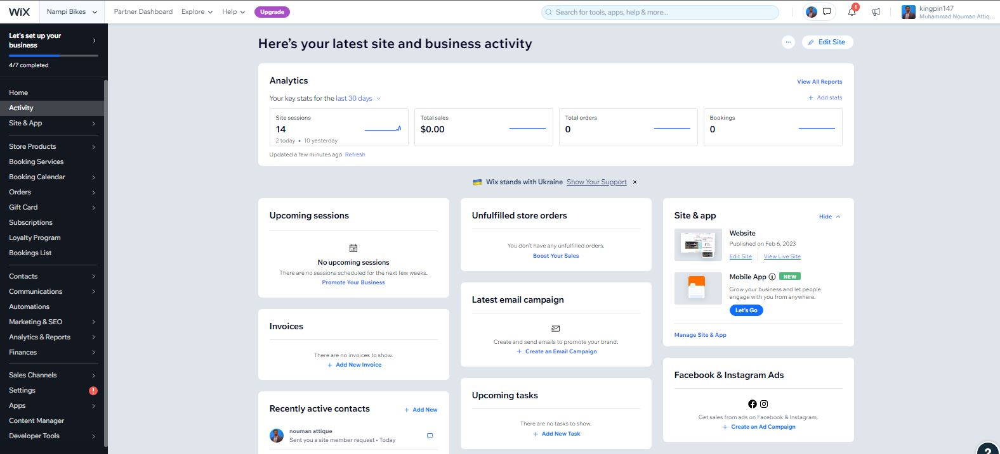 WiX
Nampi Bikes
Partner Dashboard
Explore
Help
Upgrade
Search for tools, apps, help & more...
1
kingpin147
Muhammad Nouman Attiq...
Let's set up your
business
4/7 completed
Home
Activity
Site & App
Store Products
Booking Services
Booking Calendar
Orders
Gift Card
Subscriptions
Loyalty Program
Bookings List
Contacts
Communications
Automations
Marketing & SEO
Analytics & Reports
Finances
Sales Channels
Settings
!
Apps
Content Manager
Developer Tools
Here's your latest site and business activity
...
Edit Site
Analytics
View All Reports
Your key stats for the last 30 days
+ Add stats
Site sessions
14
2 today • 10 yesterday
Total sales
$0.00
Total orders
0
Bookings
0
Updated a few minutes ago Refresh
Wix stands with Ukraine Show Your Support ×
Upcoming sessions
No upcoming sessions
There are no sessions scheduled for the next few weeks.
Promote Your Business
Invoices
There are no invoices to show.
+ Add New Invoice
Recently active contacts
+ Add New
nouman attique
Sent you a site member request • Today
Unfulfilled store orders
You don't have any unfulfilled orders.
Boost Your Sales
Latest email campaign
Create and send emails to promote your brand.
+ Create an Email Campaign
Upcoming tasks
There are no tasks to show.
+ Add New Task
Site & app
Hide
Website
Published on Feb 6, 2023
Edit Site
View Live Site
Mobile App
NEW
Grow your business and let people
engage with you from anywhere.
Let's Go
Manage Site & App
Facebook & Instagram Ads
Get sales from ads on Facebook & Instagram.
+ Create an Ad Campaign
?